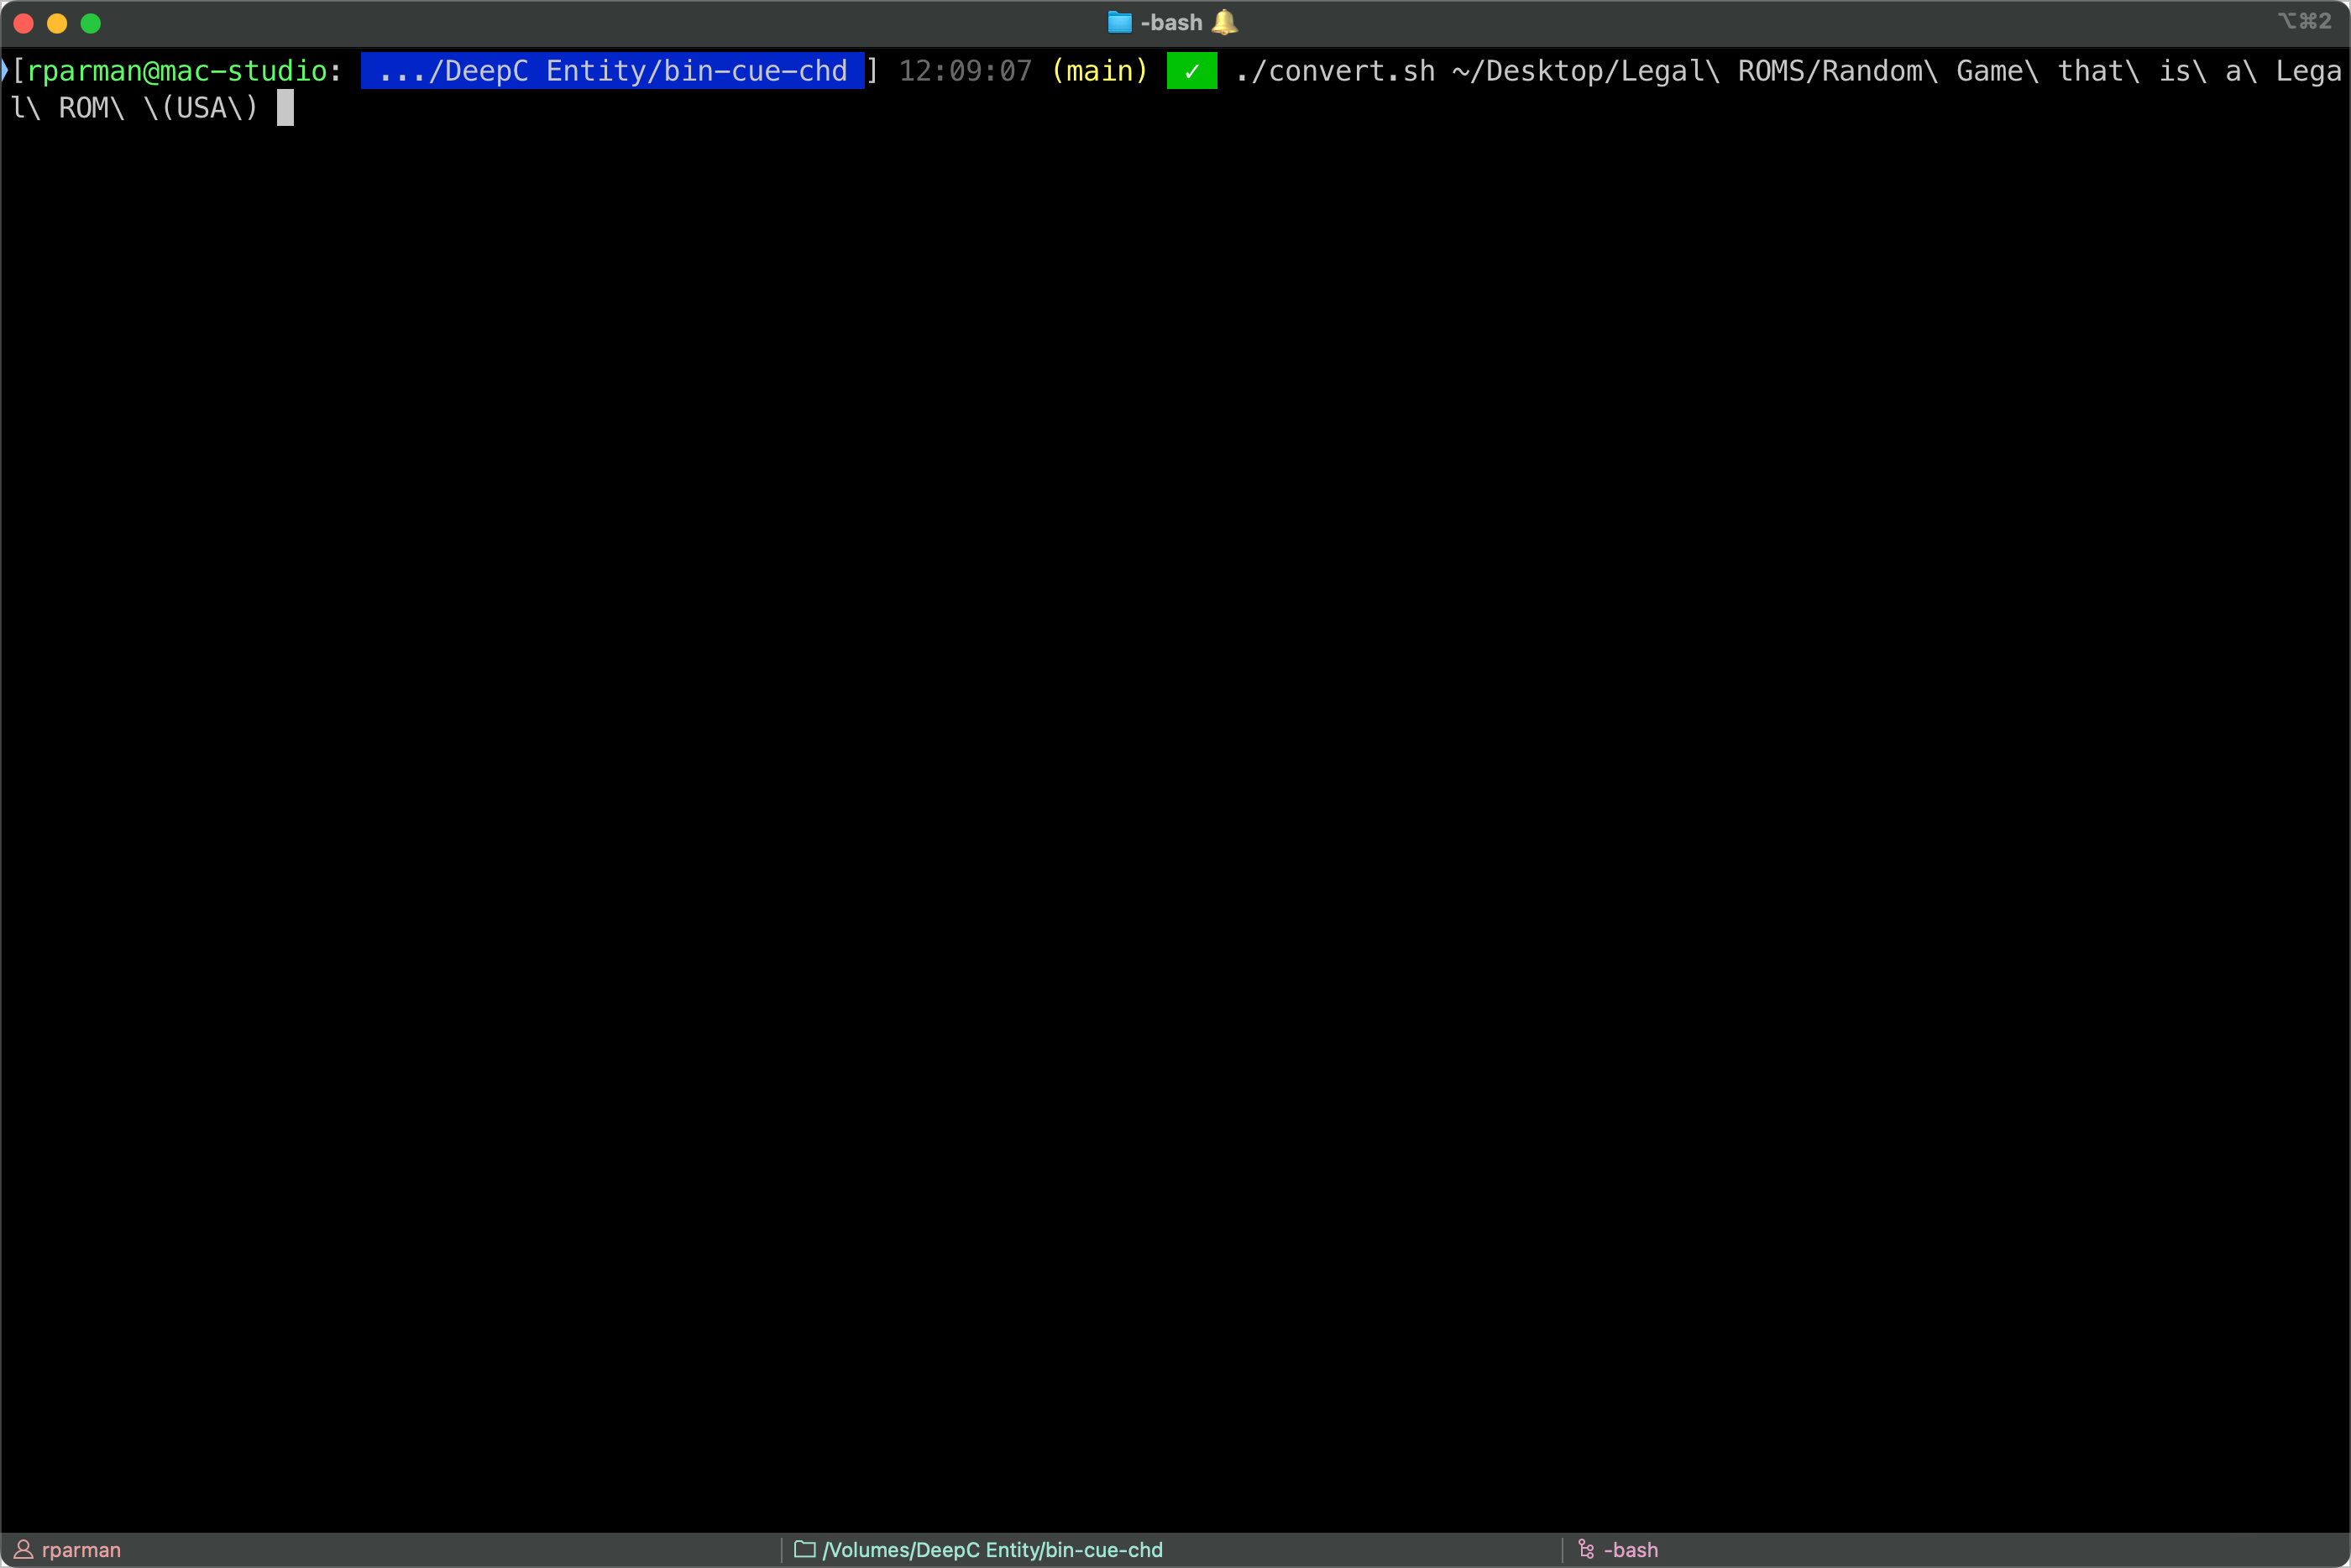 -bash
⌥⌘2
[rparman@mac-studio: .../DeepC Entity/bin-cue-chd ] 12:09:07 (main) ✓ ./convert.sh ~/Desktop/Legal\ ROMS/Random\ Game\ that\ is\ a\ Lega
l\ ROM\ \(USA\)
rparman
/Volumes/DeepC Entity/bin-cue-chd
-bash